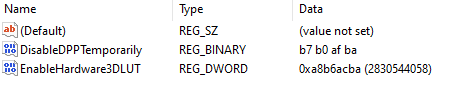 Name Type Data
(Default) REG_SZ (value not set)
DisableDPPTemporarily REG_BINARY b7 b0 af ba
EnableHardware3DLUT REG_DWORD 0xa8b6acba (2830544058)